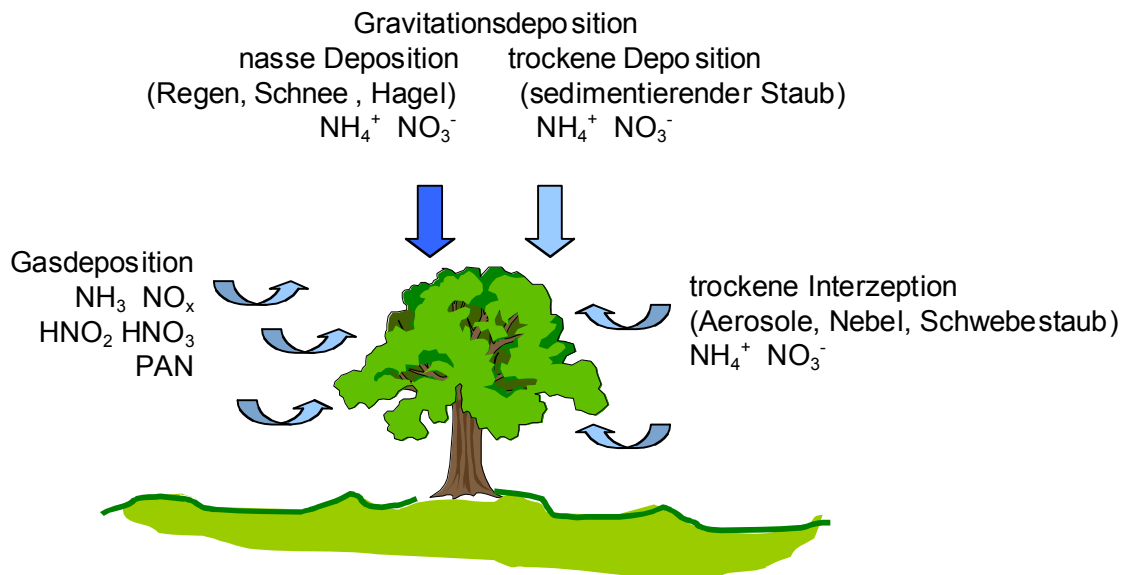 Gravitationsdeposition
nasse Deposition
(Regen, Schnee , Hagel)
NH₄⁺ NO₃⁻
trockene Deposition
(sedimentierender Staub)
NH₄⁺ NO₃⁻
Gasdeposition
NH₃ NOₓ
HNO₂ HNO₃
PAN
trockene Interzeption
(Aerosole, Nebel, Schwebestaub)
NH₄⁺ NO₃⁻